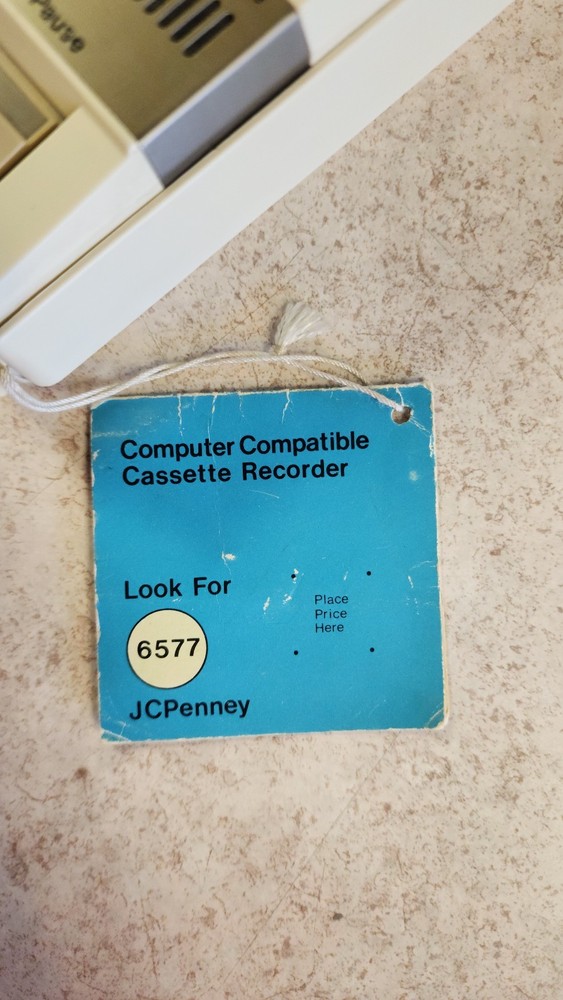 Pause
Computer Compatible
Cassette Recorder
Look For
6577
Place
Price
Here
JCPenney